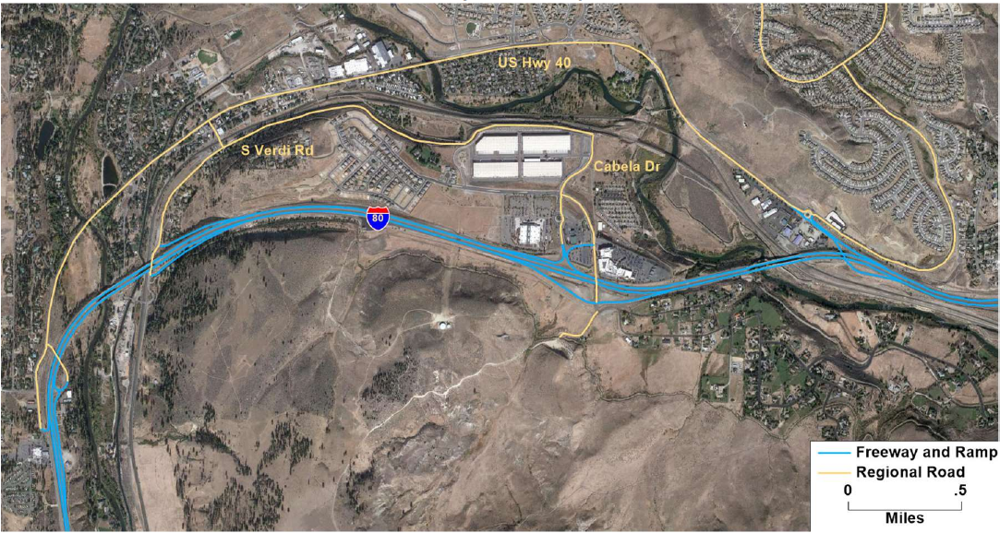 US Hwy 40
S Verdi Rd
Cabela Dr
80
Freeway and Ramp
Regional Road
0 .5
Miles